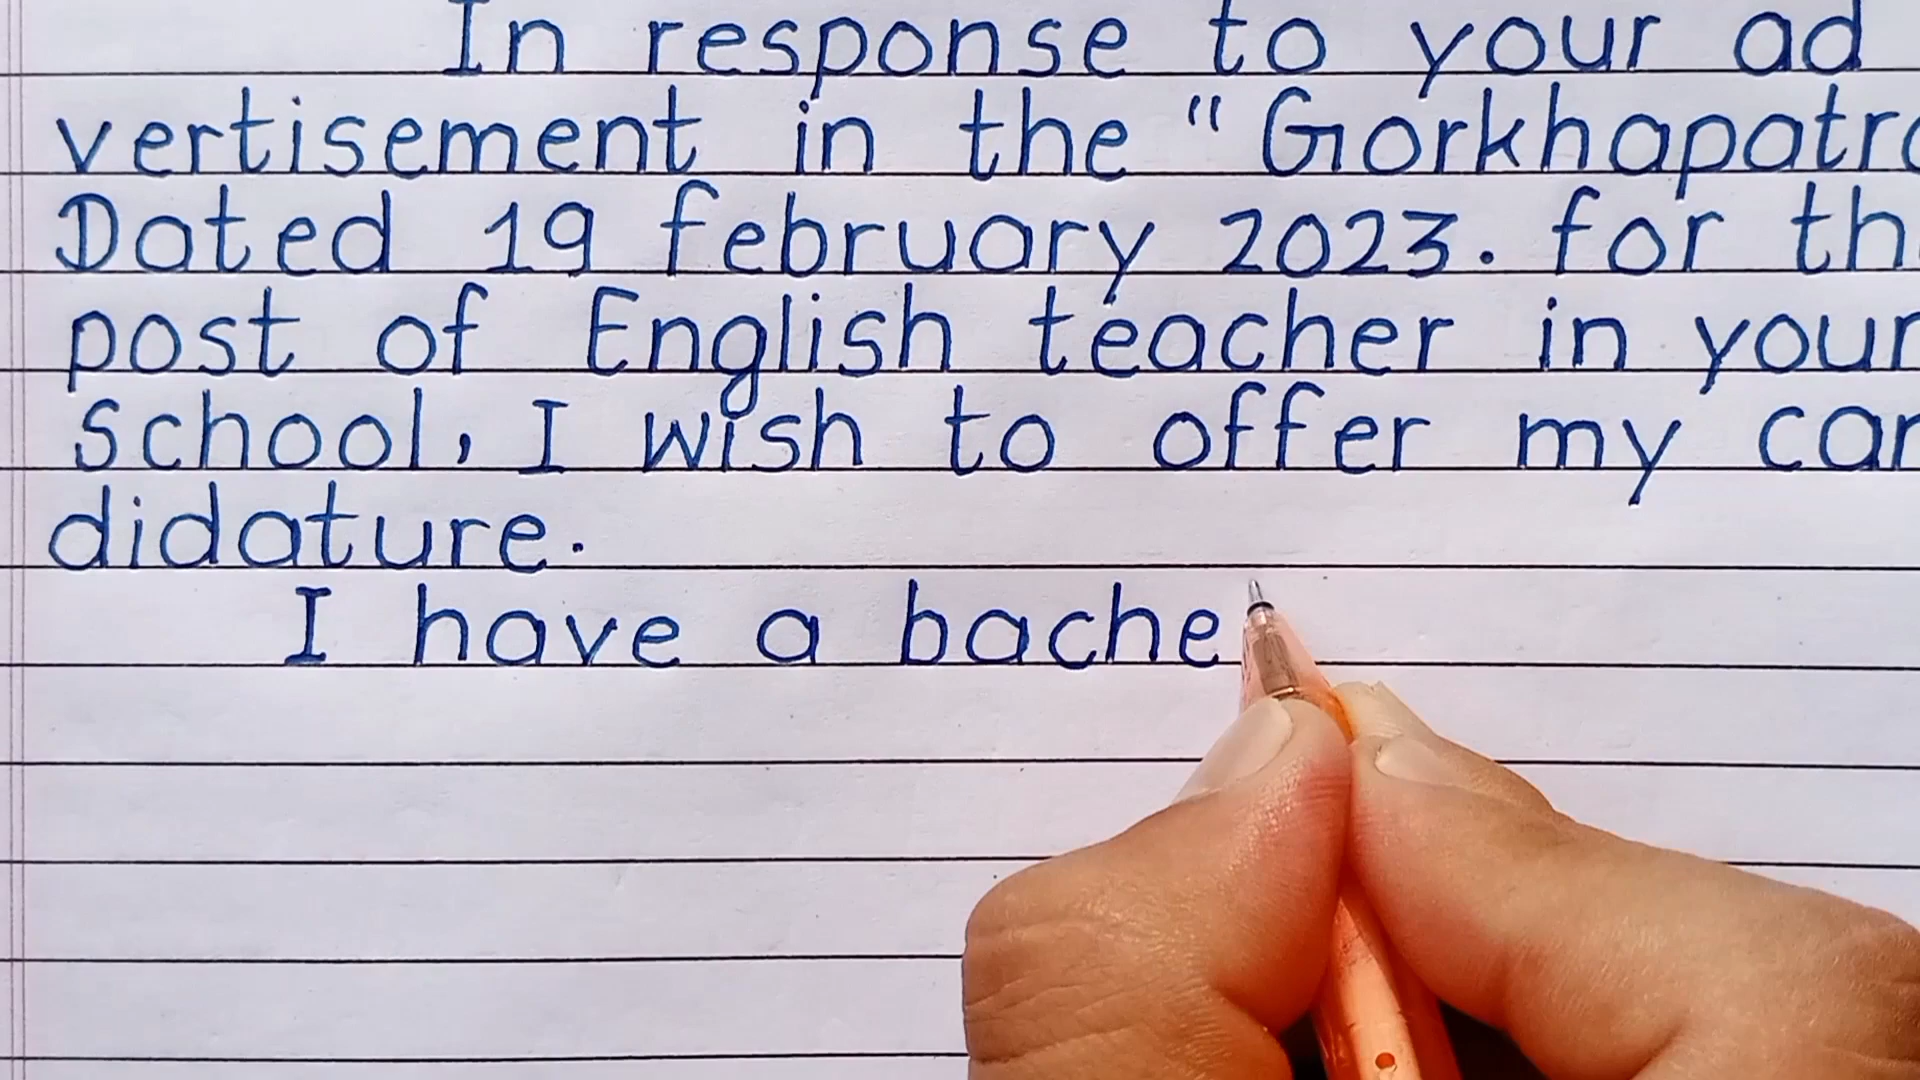 In response to your ad
vertisement in the "Gorkhapatra
Dated 19 february 2023. for th
post of English teacher in your
school, I wish to offer my can
didature.
I have a bache